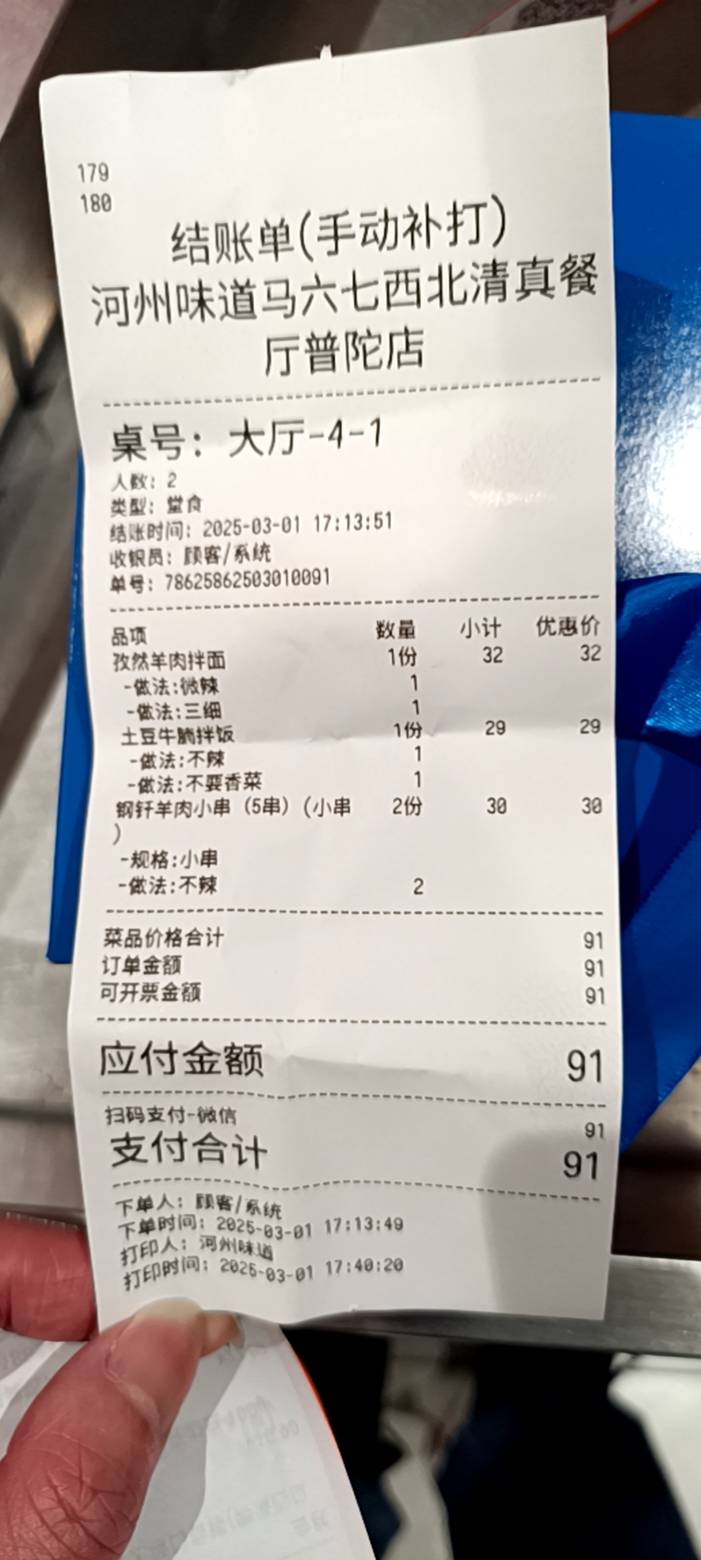 179
180
结账单(手动补打)
河州味道马六七西北清真餐
厅普陀店
桌号: 大厅-4-1
人数: 2
类型: 堂食
结账时间: 2025-03-01 17:13:51
收银员: 顾客/系统
单号: 78625862503010091
品项 数量 小计 优惠价
孜然羊肉拌面 1份 32 32
-做法:微辣 1
-做法:三细 1
土豆牛腩拌饭 1份 29 29
-做法:不辣 1
-做法:不要香菜 1
钢钎羊肉小串（5串）(小串 2份 30 30
)
-规格:小串
-做法:不辣 2
菜品价格合计 91
订单金额 91
可开票金额 91
应付金额 91
扫码支付-微信 91
支付合计 91
下单人: 顾客/系统
下单时间: 2025-03-01 17:13:49
打印人: 河州味道
打印时间: 2025-03-01 17:40:20